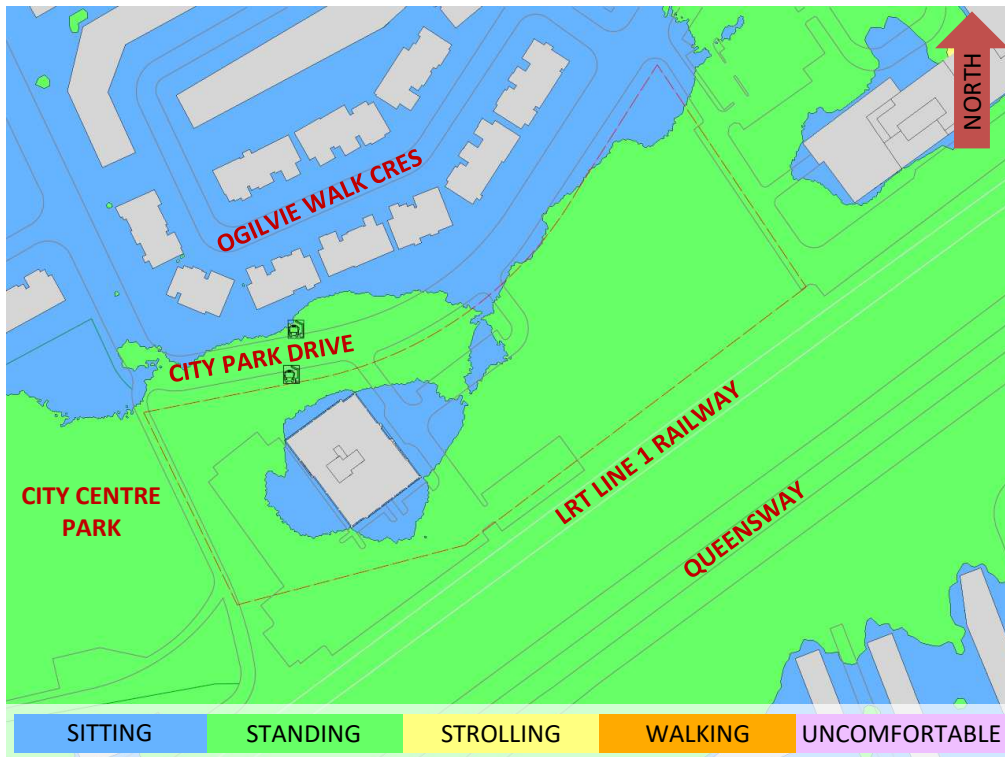 NORTH
OGILVIE WALK CRES
CITY PARK DRIVE
CITY CENTRE
PARK
LRT LINE 1 RAILWAY
QUEENSWAY
SITTING
STANDING
STROLLING
WALKING
UNCOMFORTABLE